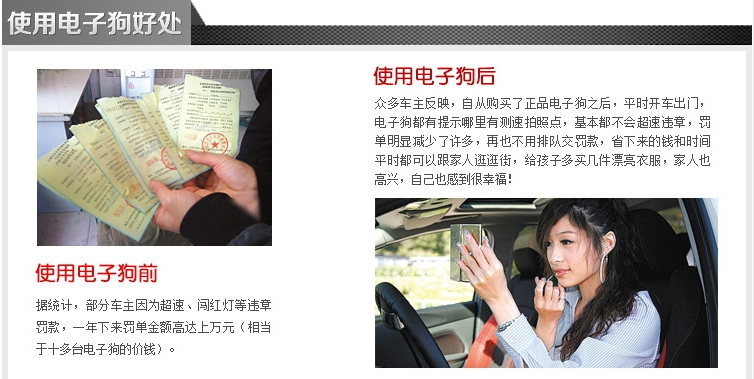 使用电子狗好处
使用电子狗前
据统计，部分车主因为超速、闯红灯等违章
罚款，一年下来罚单金额高达上万元（相当
于十多台电子狗的价钱）。
使用电子狗后
众多车主反映，自从购买了正品电子狗之后，平时开车出门，
电子狗都有提示哪里有测速拍照点，基本都不会超速违章，罚
单明显减少了许多，再也不用排队交罚款，省下来的钱和时间
平时都可以跟家人逛逛街，给孩子多买几件漂亮衣服，家人也
高兴，自己也感到很幸福！